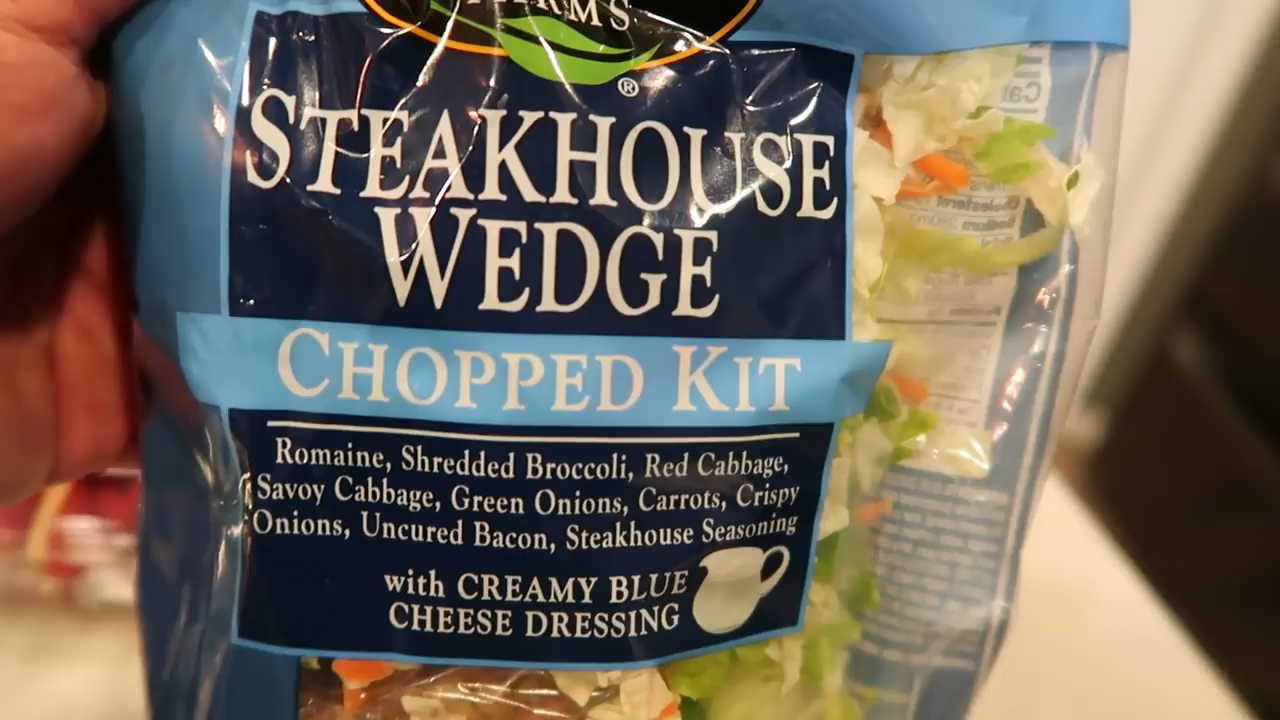 FARMS
®
STEAKHOUSE
WEDGE
CHOPPED KIT
Romaine, Shredded Broccoli, Red Cabbage,
Savoy Cabbage, Green Onions, Carrots, Crispy
Onions, Uncured Bacon, Steakhouse Seasoning
with CREAMY BLUE
CHEESE DRESSING